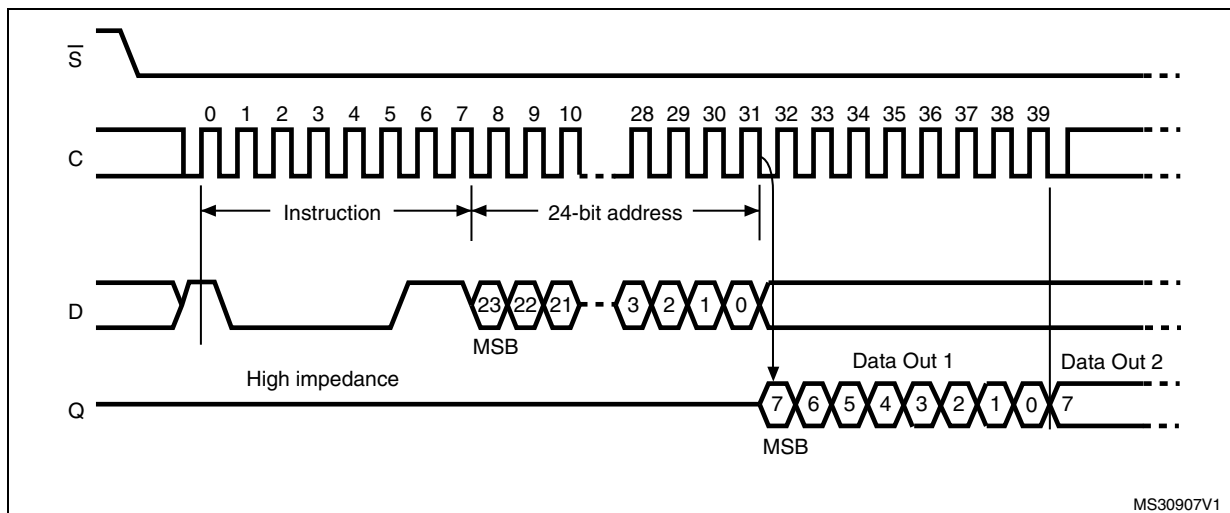 S̅
0 1 2 3 4 5 6 7 8 9 10 28 29 30 31 32 33 34 35 36 37 38 39
C
Instruction 24-bit address
D
23 22 21 3 2 1 0
MSB
High impedance
Data Out 1 Data Out 2
Q
7 6 5 4 3 2 1 0 7
MSB
MS30907V1